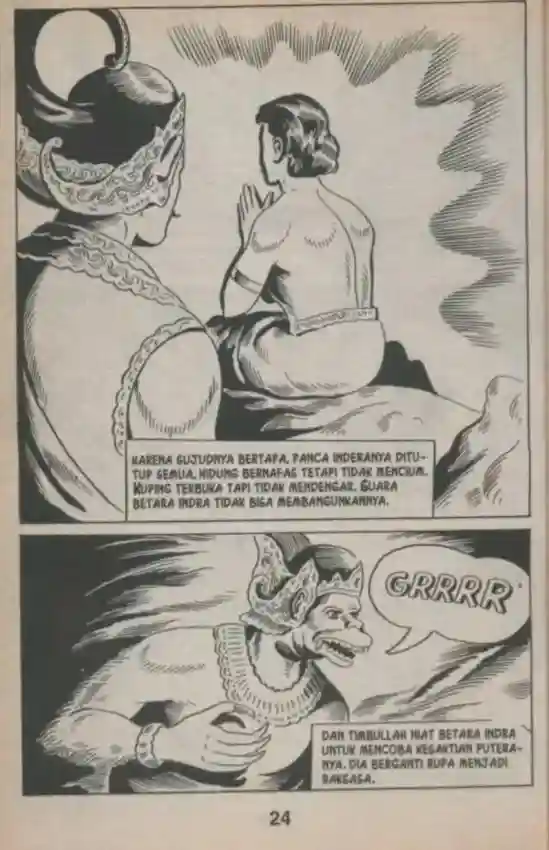 KARENA SUJUDNYA BERTAPA, PANCA INDERANYA DITU-
TUP SEMUA. HIDUNG BERNAFAS TETAPI TIDAK MENCIUM.
KUPING TERBUKA TAPI TIDAK MENDENGAR. SUARA
BETARA INDRA TIDAK BISA MEMBANGUNKANNYA.
GRRRR
DAN TIMBULLAH NIAT BETARA INDRA
UNTUK MENCOBA KESAKTIAN PUTERA-
NYA. DIA BERGANTI RUPA MENJADI
RAKSASA.
24